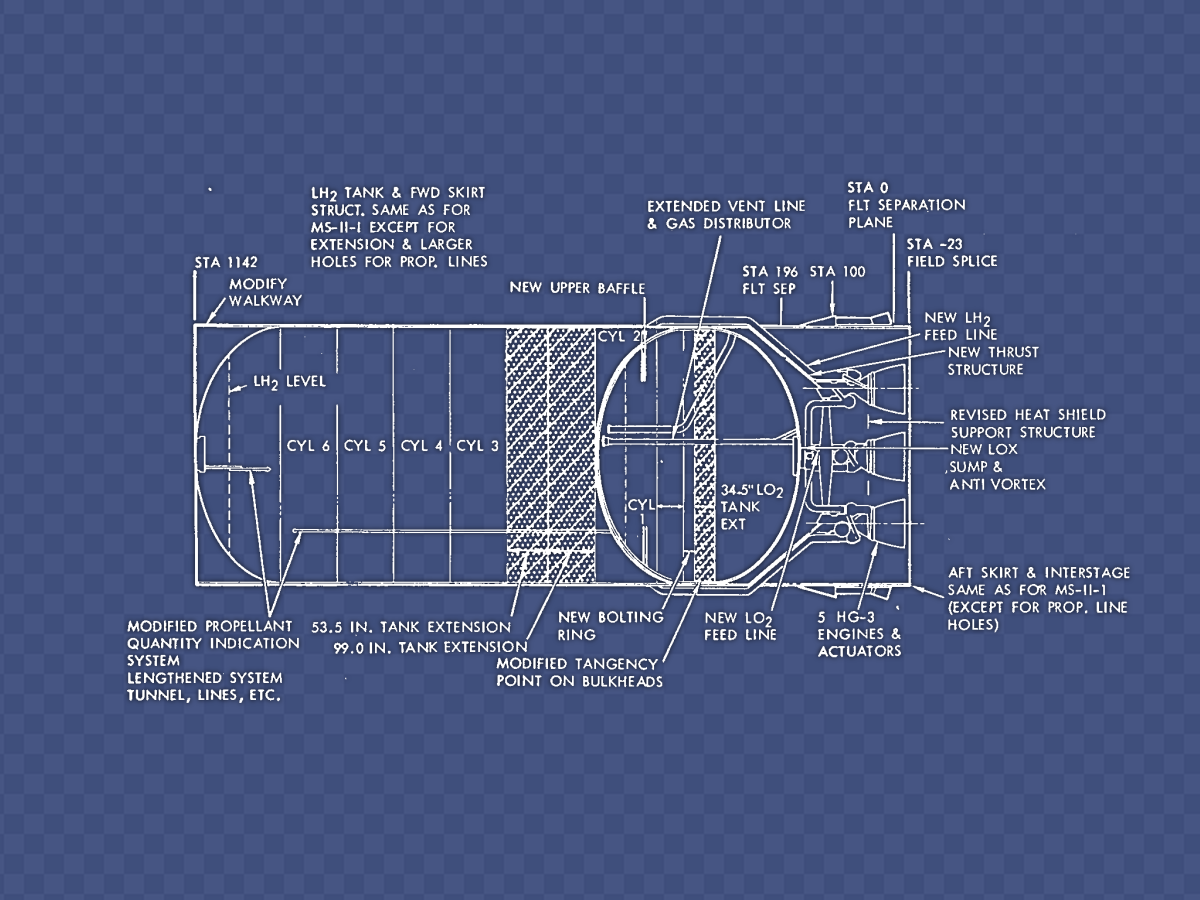 STA 0
FLT SEPARATION
PLANE
LH2 TANK & FWD SKIRT
STRUCT. SAME AS FOR
MS-II-1 EXCEPT FOR
EXTENSION & LARGER
HOLES FOR PROP. LINES
EXTENDED VENT LINE
& GAS DISTRIBUTOR
STA -23
FIELD SPLICE
STA 1142
MODIFY
WALKWAY
STA 196
FLT SEP
STA 100
NEW UPPER BAFFLE
NEW LH2
FEED LINE
NEW THRUST
STRUCTURE
CYL 2
LH2 LEVEL
REVISED HEAT SHIELD
SUPPORT STRUCTURE
CYL 6
CYL 5
CYL 4
CYL 3
NEW LOX
SUMP &
ANTI VORTEX
34.5" LO2
TANK
EXT
CYL
AFT SKIRT & INTERSTAGE
SAME AS FOR MS-II-1
(EXCEPT FOR PROP. LINE
HOLES)
MODIFIED PROPELLANT
QUANTITY INDICATION
SYSTEM
LENGTHENED SYSTEM
TUNNEL, LINES, ETC.
53.5 IN. TANK EXTENSION
99.0 IN. TANK EXTENSION
NEW BOLTING
RING
MODIFIED TANGENCY
POINT ON BULKHEADS
NEW LO2
FEED LINE
5 HG-3
ENGINES &
ACTUATORS